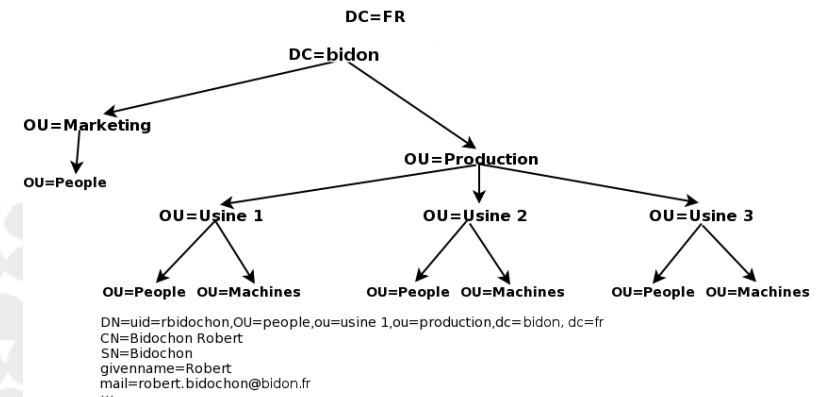 DC=FR
DC=bidon
OU=Marketing
OU=Production
OU=People
OU=Usine 1 OU=Usine 2 OU=Usine 3
OU=People OU=Machines OU=People OU=Machines OU=People OU=Machines
DN=uid=rbidochon,OU=people,ou=usine 1,ou=production,dc=bidon, dc=fr
CN=Bidochon Robert
SN=Bidochon
givenname=Robert
mail=robert.bidochon@bidon.fr
...